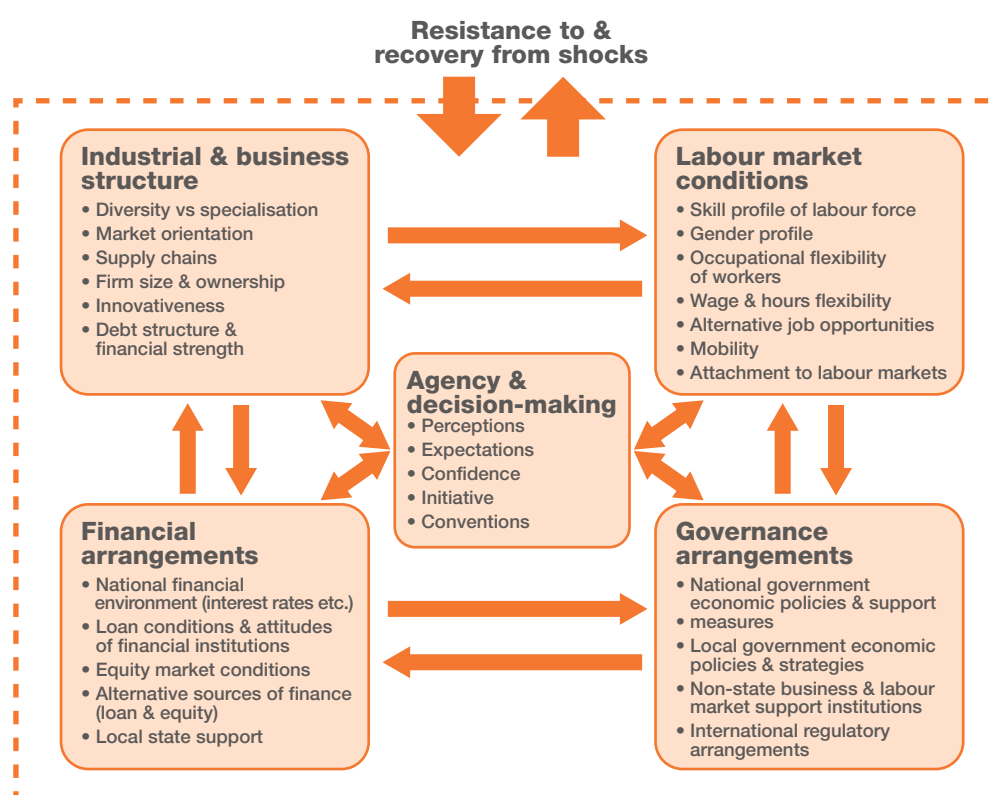 Resistance to &
recovery from shocks
Industrial & business
structure
• Diversity vs specialisation
• Market orientation
• Supply chains
• Firm size & ownership
• Innovativeness
• Debt structure &
financial strength
Labour market
conditions
• Skill profile of labour force
• Gender profile
• Occupational flexibility
of workers
• Wage & hours flexibility
• Alternative job opportunities
• Mobility
• Attachment to labour markets
Agency &
decision-making
• Perceptions
• Expectations
• Confidence
• Initiative
• Conventions
Financial
arrangements
• National financial
environment (interest rates etc.)
• Loan conditions & attitudes
of financial institutions
• Equity market conditions
• Alternative sources of finance
(loan & equity)
• Local state support
Governance
arrangements
• National government
economic policies & support
• measures
• Local government economic
policies & strategies
• Non-state business & labour
market support institutions
• International regulatory
arrangements